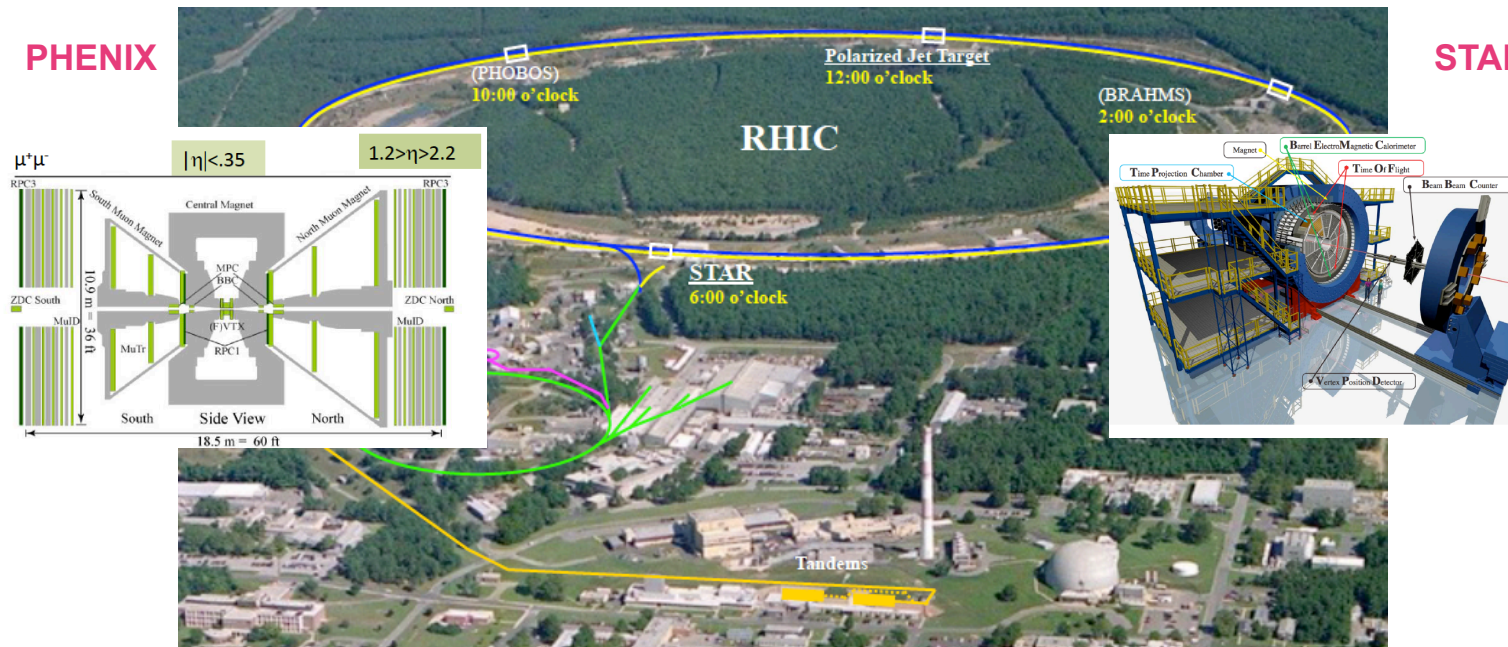 PHENIX
STAR
(PHOBOS)
10:00 o'clock
Polarized Jet Target
12:00 o'clock
(BRAHMS)
2:00 o'clock
RHIC
STAR
6:00 o'clock
Tandems
μ⁺μ⁻
|η|<.35
1.2>η>2.2
RPC3
RPC3
South Muon Magnet
Central Magnet
North Muon Magnet
MPC
BBC
ZDC South
ZDC North
10.9 m = 36 ft
(F)VTX
MuID
MuID
MuTr
RPC1
South
Side View
North
18.5 m = 60 ft
Magnet
Barrel ElectroMagnetic Calorimeter
Time Projection Chamber
Time Of Flight
Beam Beam Counter
Vertex Position Detector